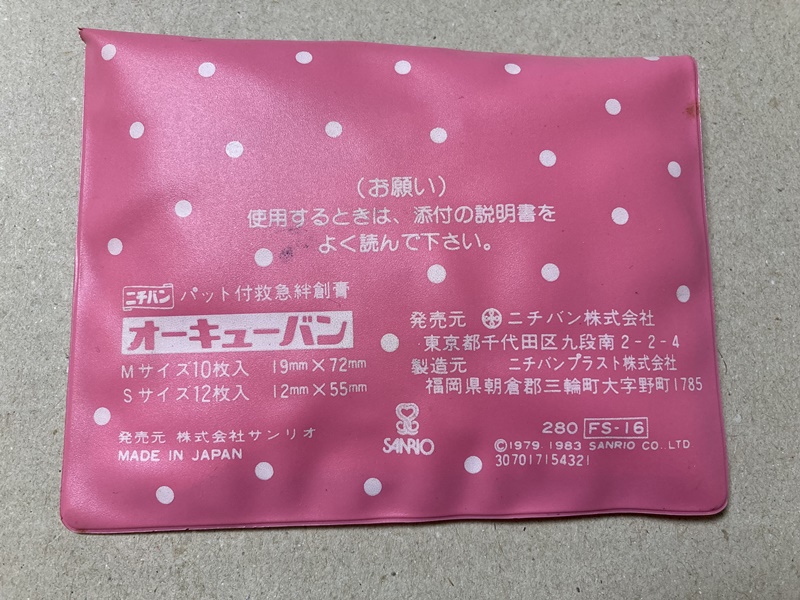 (お願い)
使用するときは、添付の説明書を
よく読んで下さい。
ニチバン パット付救急絆創膏
オーキューバン
Mサイズ10枚入 19mm×72mm
Sサイズ12枚入 12mm×55mm
発売元 株式会社サンリオ
MADE IN JAPAN
発売元 ニチバン株式会社
東京都千代田区九段南2-2-4
製造元 ニチバンプラスト株式会社
福岡県朝倉郡三輪町大字野町1785
SANRIO
280 FS-16
©1979.1983 SANRIO CO. LTD
307017154321